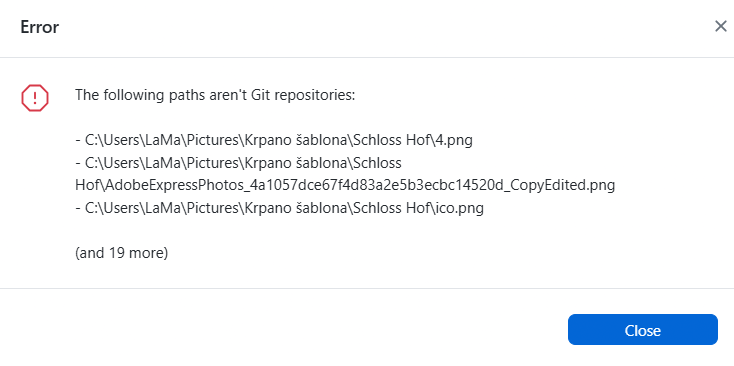 Error
The following paths aren't Git repositories:
- C:\Users\LaMa\Pictures\Krpano šablona\Schloss Hof\4.png
- C:\Users\LaMa\Pictures\Krpano šablona\Schloss
Hof\AdobeExpressPhotos_4a1057dce67f4d83a2e5b3ecbc14520d_CopyEdited.png
- C:\Users\LaMa\Pictures\Krpano šablona\Schloss Hof\ico.png
(and 19 more)
Close